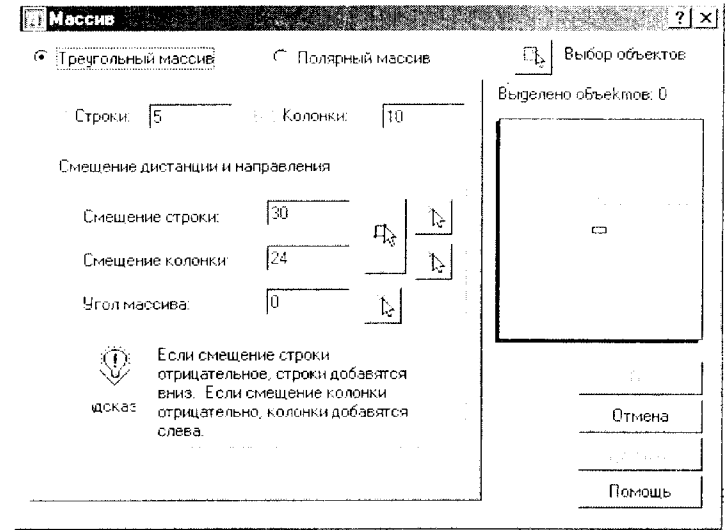 Массив
Треугольный массив
Полярный массив
Выбор объектов
Выделено объектов: 0
Строки: 5
Колонки: 10
Смещение дистанции и направления
Смещение строки: 30
Смещение колонки: 24
Угол массива: 0
Если смещение строки
отрицательное, строки добавятся
вниз. Если смещение колонки
отрицательно, колонки добавятся
слева.
дсказ
Отмена
Помощь